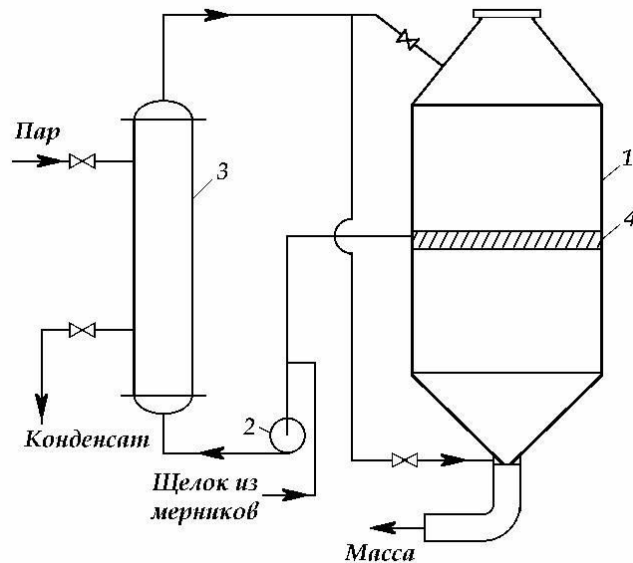 Пар
3
1
4
2
Конденсат
Щелок из
мерников
Масса